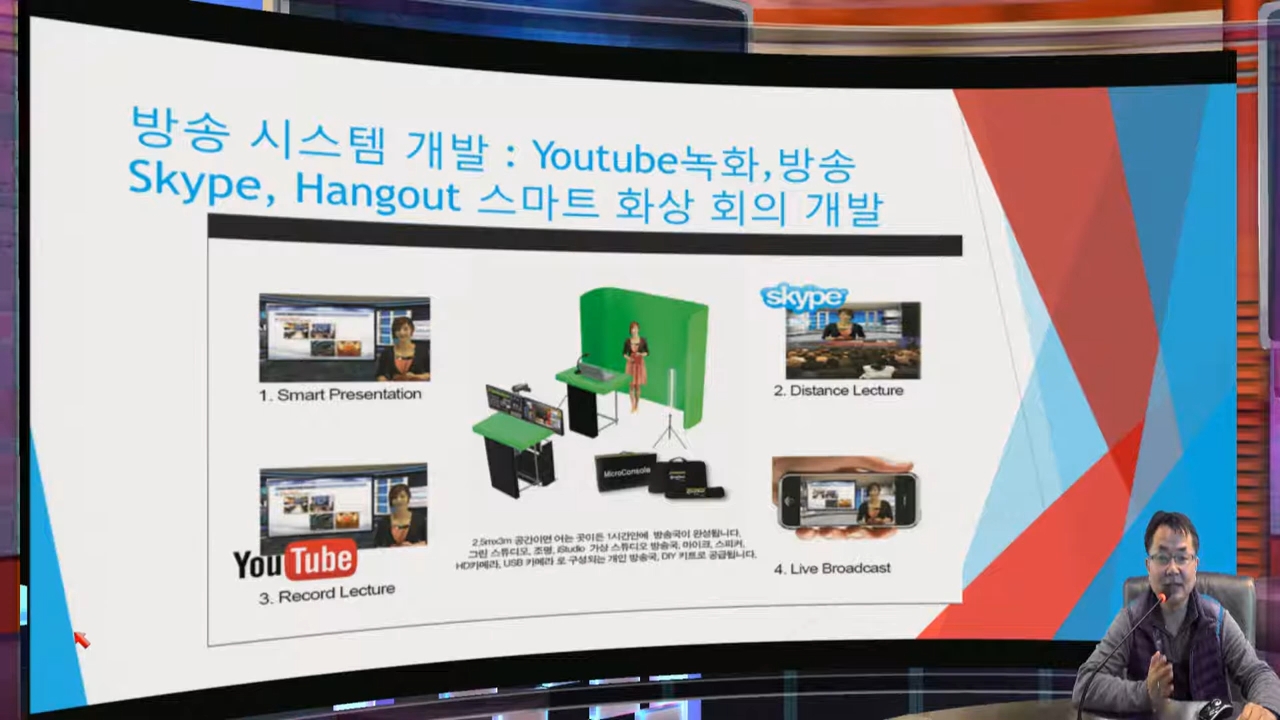 방송 시스템 개발 : Youtube녹화,방송
Skype, Hangout 스마트 화상 회의 개발
skype
1. Smart Presentation
2. Distance Lecture
MicroConsole
YouTube
3. Record Lecture
2.5mx3m 공간이면 어는 곳이든 1시간안에 방송국이 완성됩니다.
그린 스튜디오, 조명, iStudio 가상 스튜디오 방송국, 마이크, 스피커,
HD카메라, USB 카메라 로 구성되는 개인 방송국, DIY 키트로 공급됩니다.
4. Live Broadcast